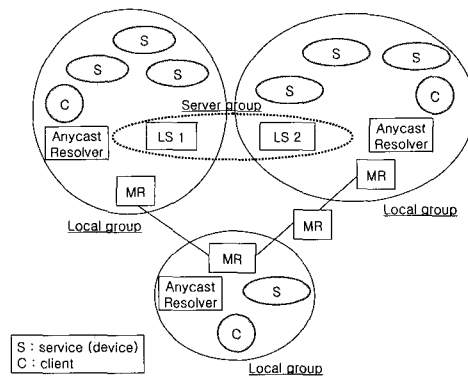 S
S
S
S
S
S
C
C
Server group
Anycast
Resolver
LS 1
LS 2
Anycast
Resolver
MR
MR
Local group
MR
Local group
MR
Anycast
Resolver
S
C
S : service (device)
C : client
Local group